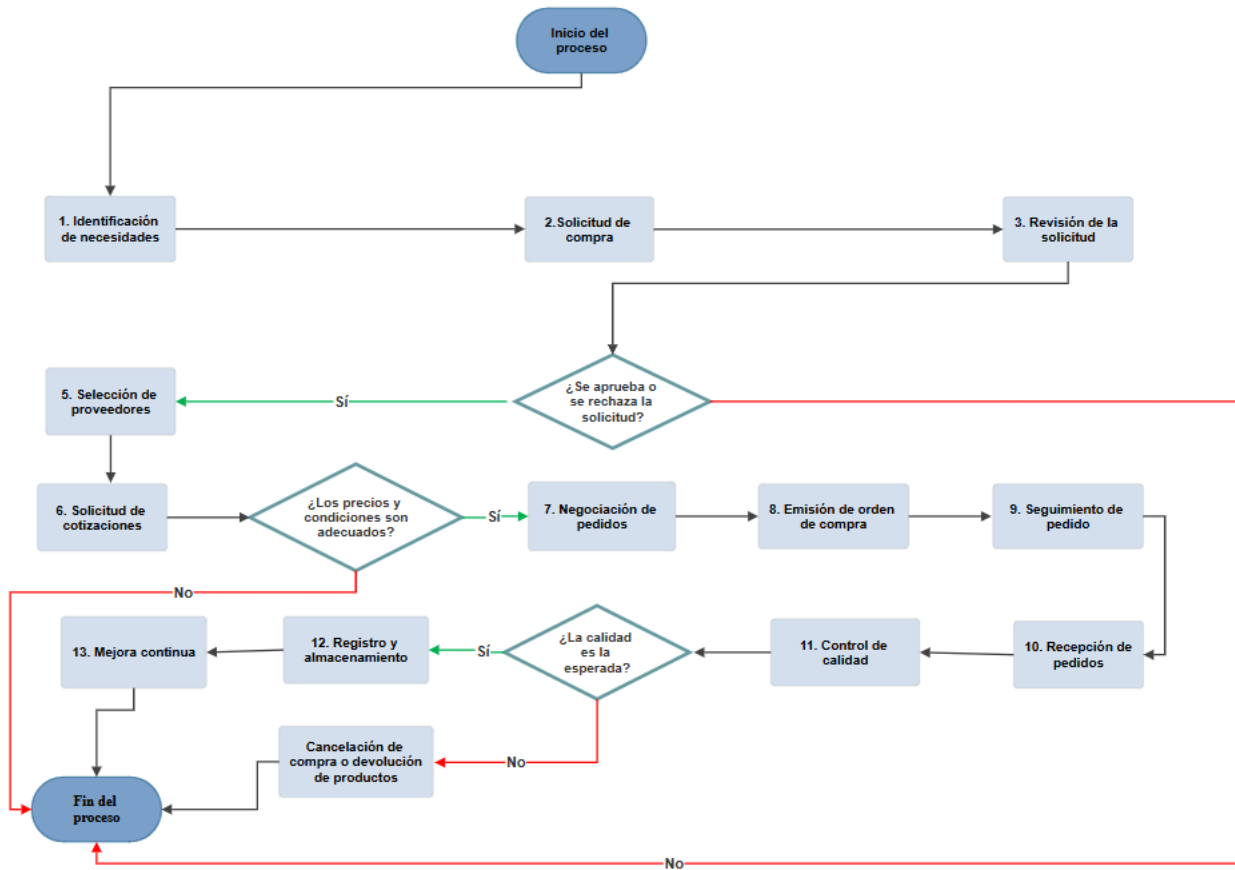 Inicio del
proceso
1. Identificación
de necesidades
2.Solicitud de
compra
3. Revisión de la
solicitud
¿Se aprueba o
se rechaza la
solicitud?
Sí
5. Selección de
proveedores
6. Solicitud de
cotizaciones
¿Los precios y
condiciones son
adecuados?
Sí
7. Negociación de
pedidos
8. Emisión de orden
de compra
9. Seguimiento de
pedido
No
10. Recepción de
pedidos
11. Control de
calidad
¿La calidad
es la
esperada?
Sí
12. Registro y
almacenamiento
13. Mejora continua
No
Cancelación de
compra o devolución
de productos
Fin del
proceso
No